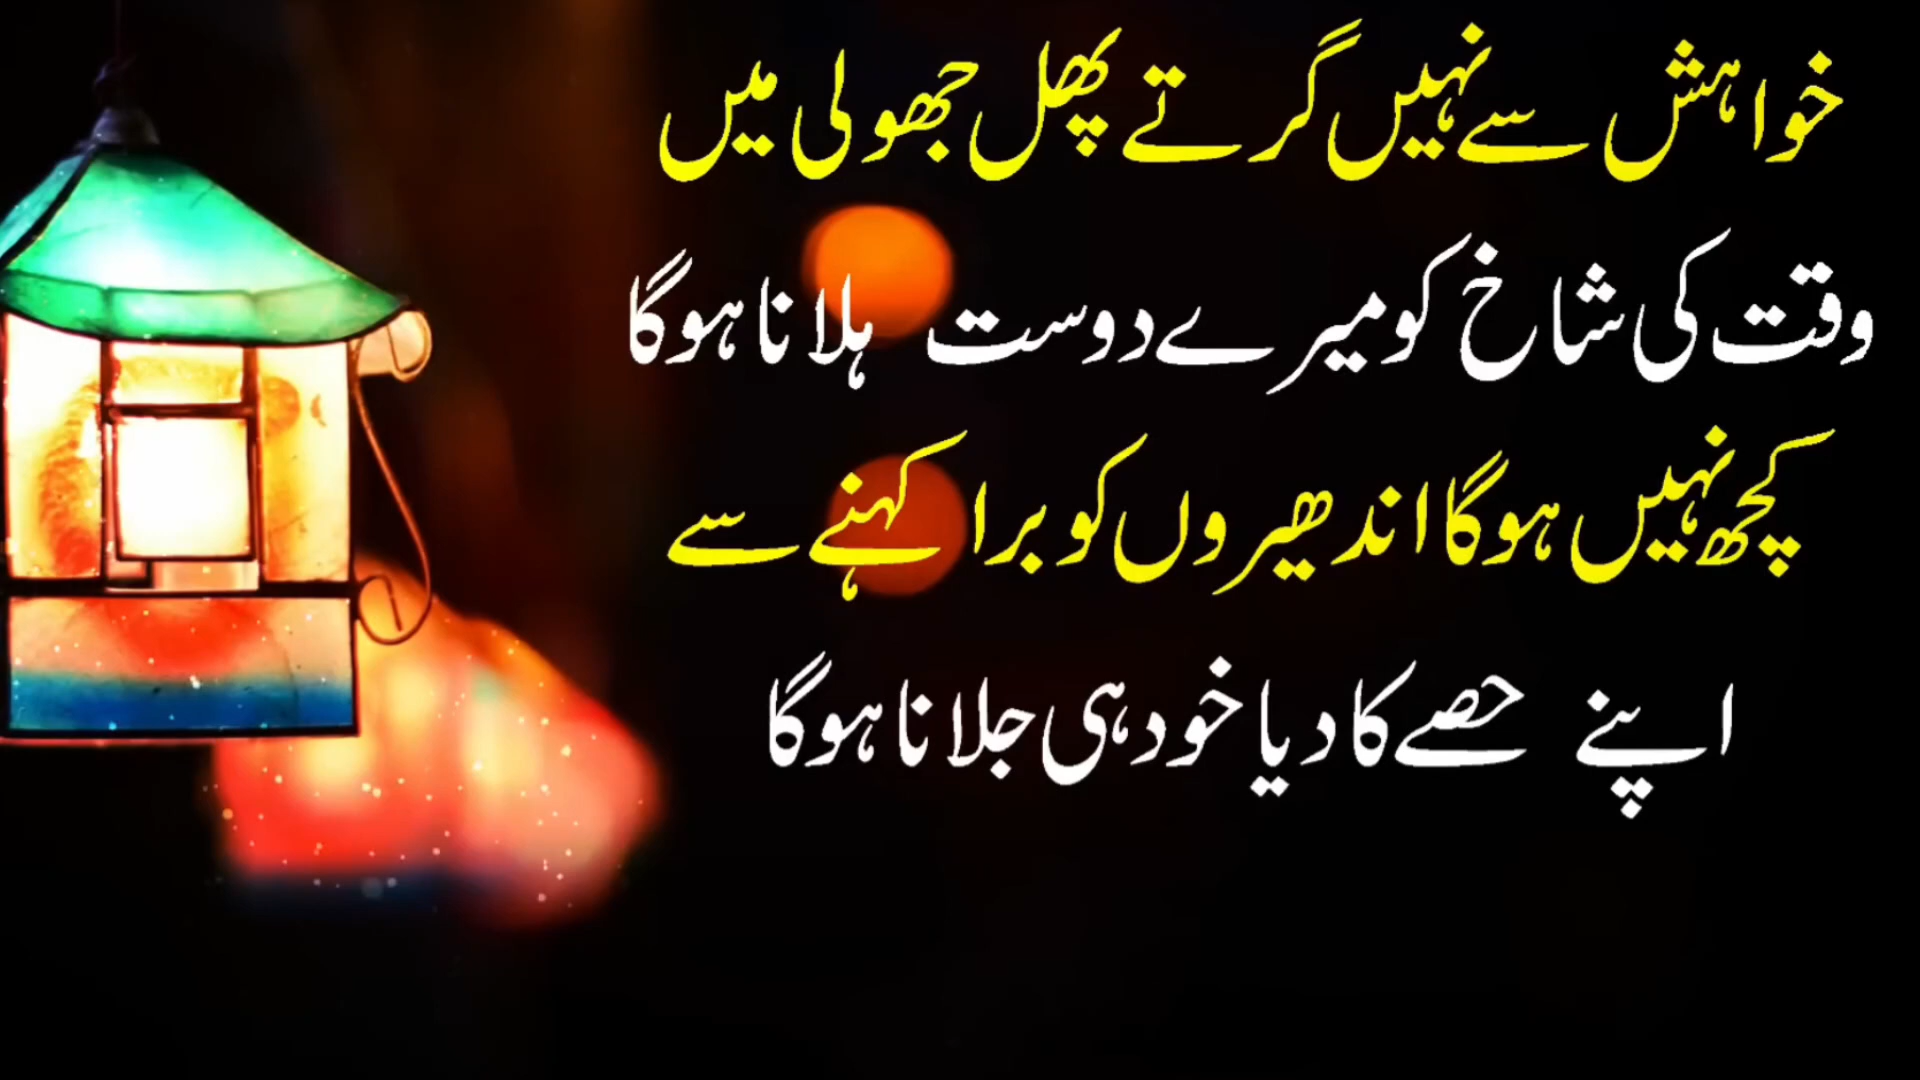 خواہش سے نہیں گرتے پھل جھولی میں
وقت کی شاخ کو میرے دوست ہلانا ہوگا
کچھ نہیں ہوگا اندھیروں کو برا کہنے سے
اپنے حصے کا دیا خود ہی جلانا ہوگا